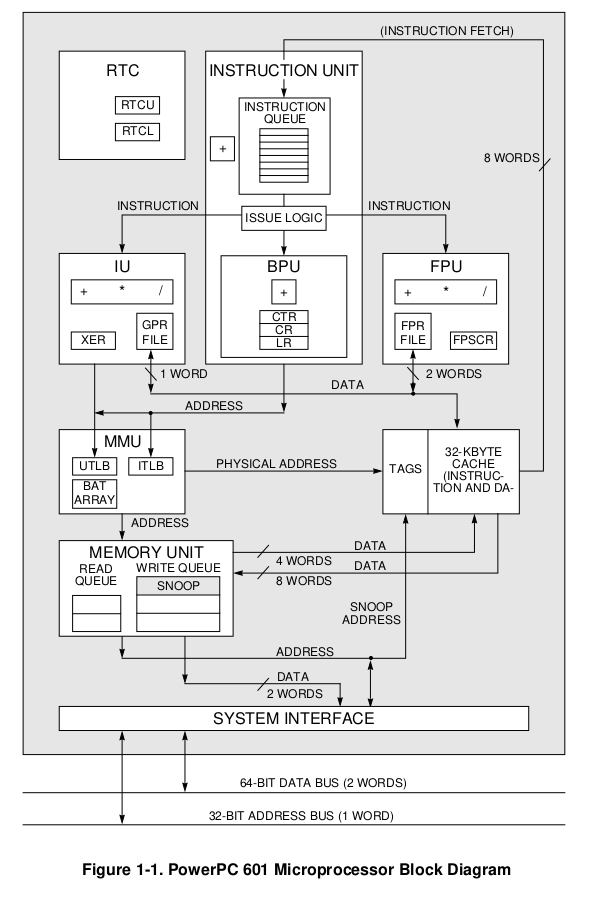 (INSTRUCTION FETCH)
RTC
RTCU
RTCL
INSTRUCTION UNIT
INSTRUCTION
QUEUE
+
8 WORDS
INSTRUCTION
ISSUE LOGIC
INSTRUCTION
IU
+ * /
XER
GPR
FILE
BPU
+
CTR
CR
LR
FPU
+ * /
FPR
FILE
FPSCR
1 WORD
2 WORDS
DATA
ADDRESS
MMU
UTLB
ITLB
BAT
ARRAY
PHYSICAL ADDRESS
TAGS
32-KBYTE
CACHE
(INSTRUC-
TION AND DA-
ADDRESS
MEMORY UNIT
READ
QUEUE
WRITE QUEUE
SNOOP
DATA
4 WORDS
DATA
8 WORDS
SNOOP
ADDRESS
ADDRESS
DATA
2 WORDS
SYSTEM INTERFACE
64-BIT DATA BUS (2 WORDS)
32-BIT ADDRESS BUS (1 WORD)
Figure 1-1. PowerPC 601 Microprocessor Block Diagram